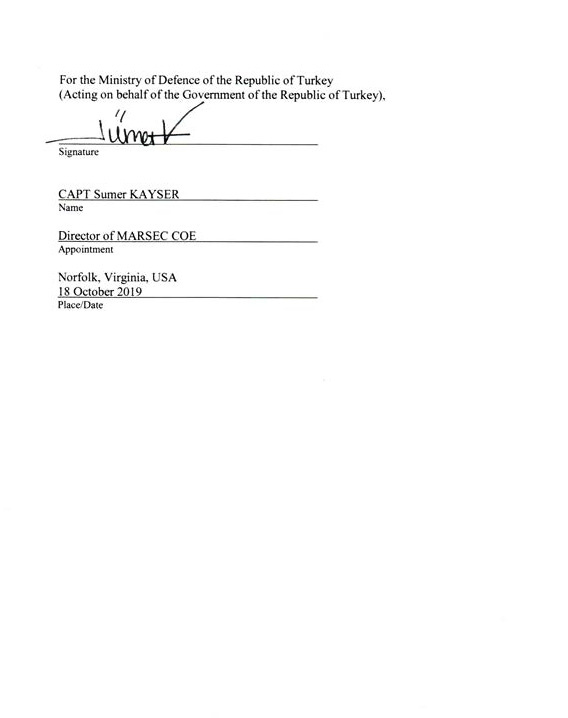 For the Ministry of Defence of the Republic of Turkey
(Acting on behalf of the Government of the Republic of Turkey),
Signature
CAPT Sumer KAYSER
Name
Director of MARSEC COE
Appointment
Norfolk, Virginia, USA
18 October 2019
Place/Date